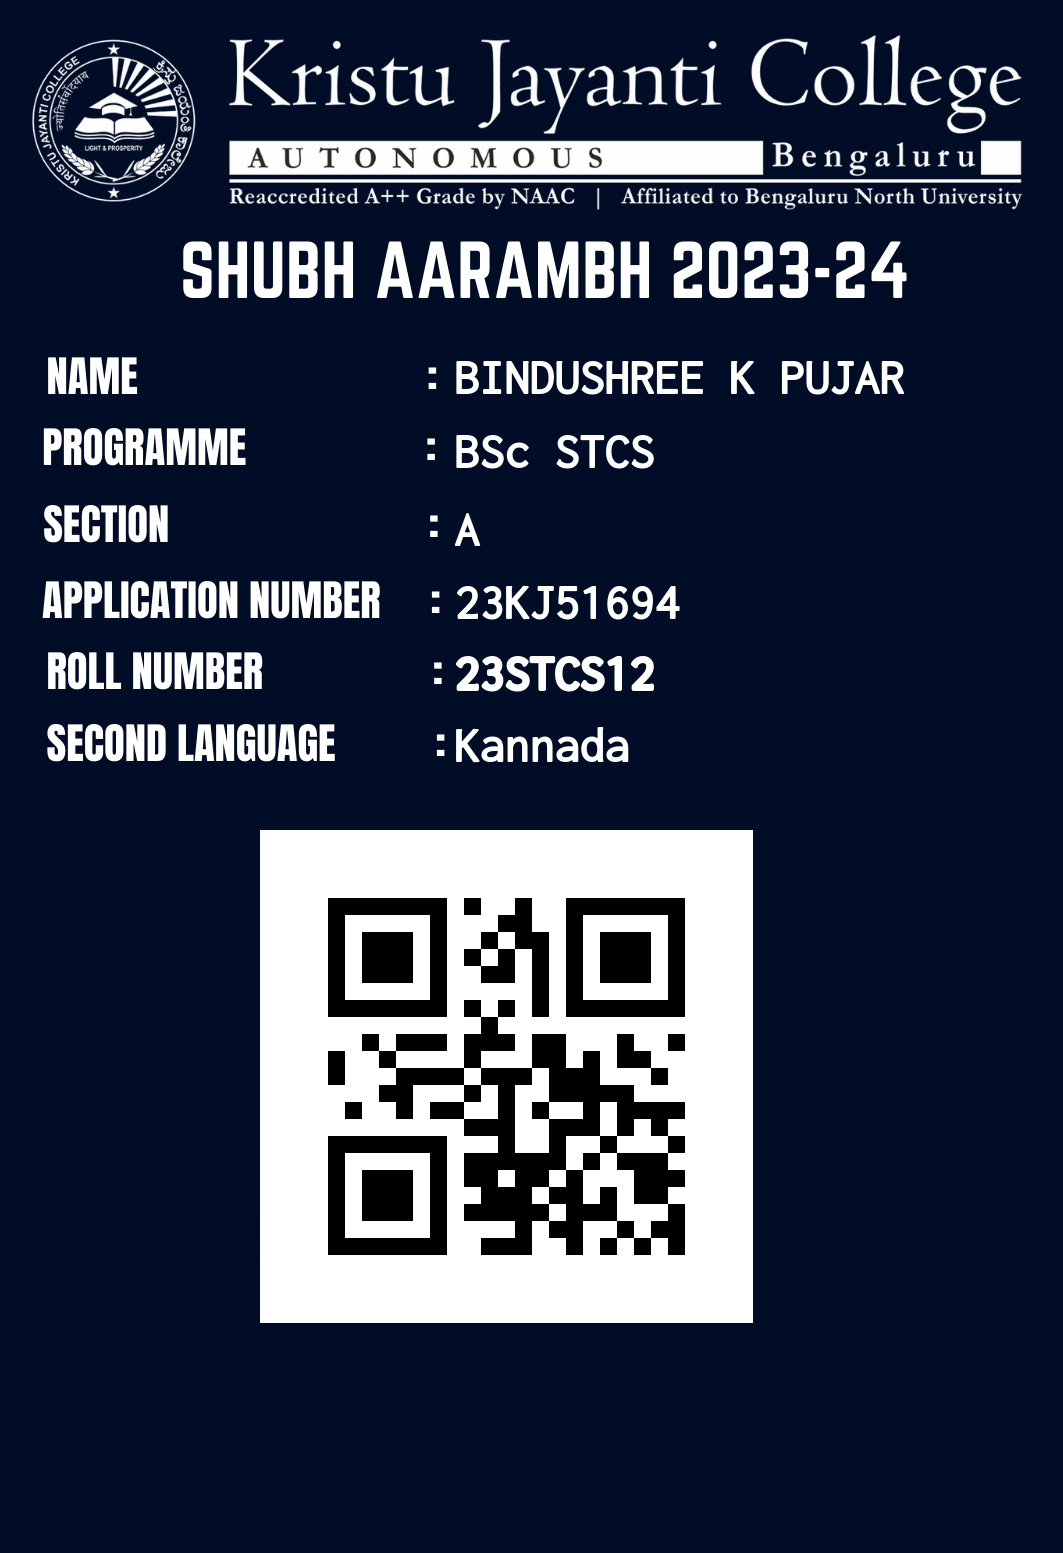 Kristu Jayanti College
AUTONOMOUS Bengaluru
Reaccredited A++ Grade by NAAC | Affiliated to Bengaluru North University
KRISTU JAYANTI COLLEGE
LIGHT & PROSPERITY
SHUBH AARAMBH 2023-24
NAME : BINDUSHREE K PUJAR
PROGRAMME : BSc STCS
SECTION : A
APPLICATION NUMBER : 23KJ51694
ROLL NUMBER : 23STCS12
SECOND LANGUAGE : Kannada